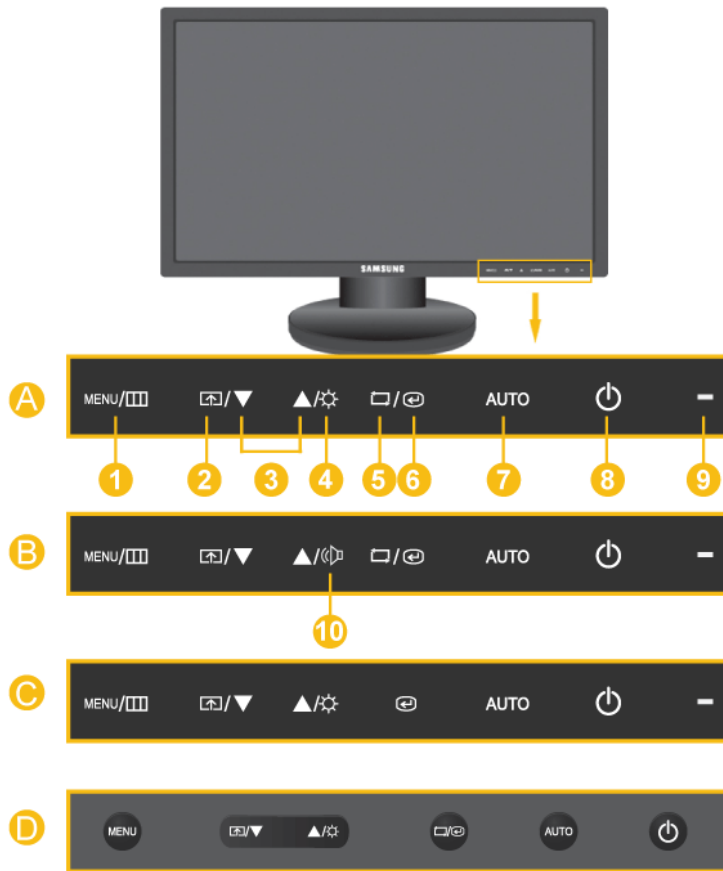 SAMSUNG
A MENU/ / / / AUTO
1 2 3 4 5 6 7 8 9
B MENU/ / / / AUTO
10
C MENU/ / / AUTO
D MENU / / / AUTO